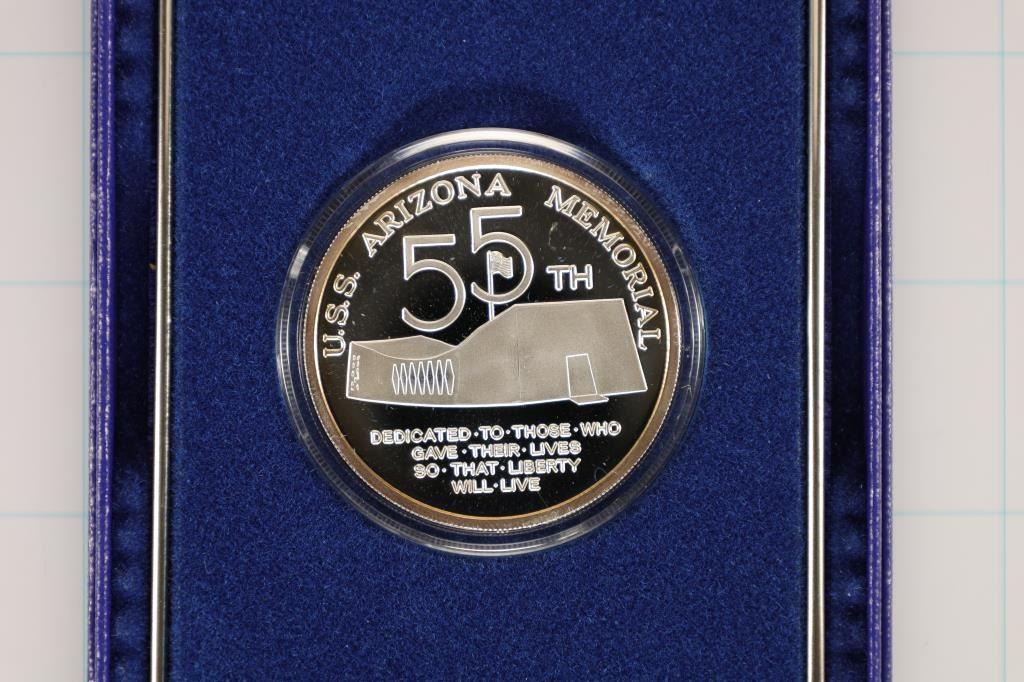 U.S.S. ARIZONA MEMORIAL
55TH
DEDICATED·TO·THOSE·WHO
GAVE·THEIR·LIVES
SO·THAT·LIBERTY
WILL·LIVE